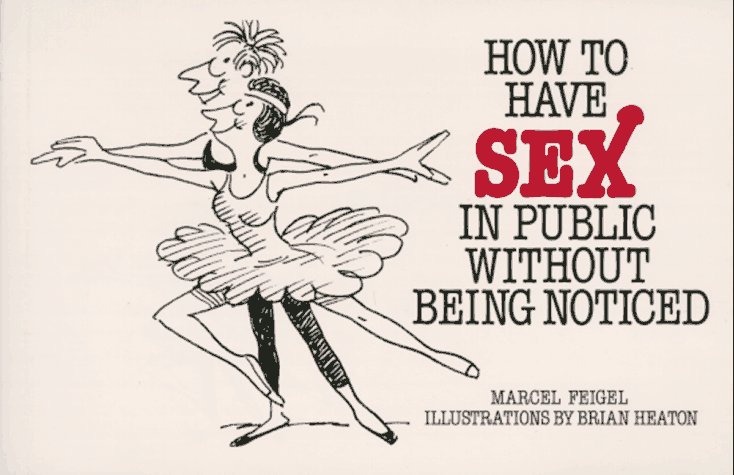 HOW TO
HAVE
SEX
IN PUBLIC
WITHOUT
BEING NOTICED
MARCEL FEIGEL
ILLUSTRATIONS BY BRIAN HEATON